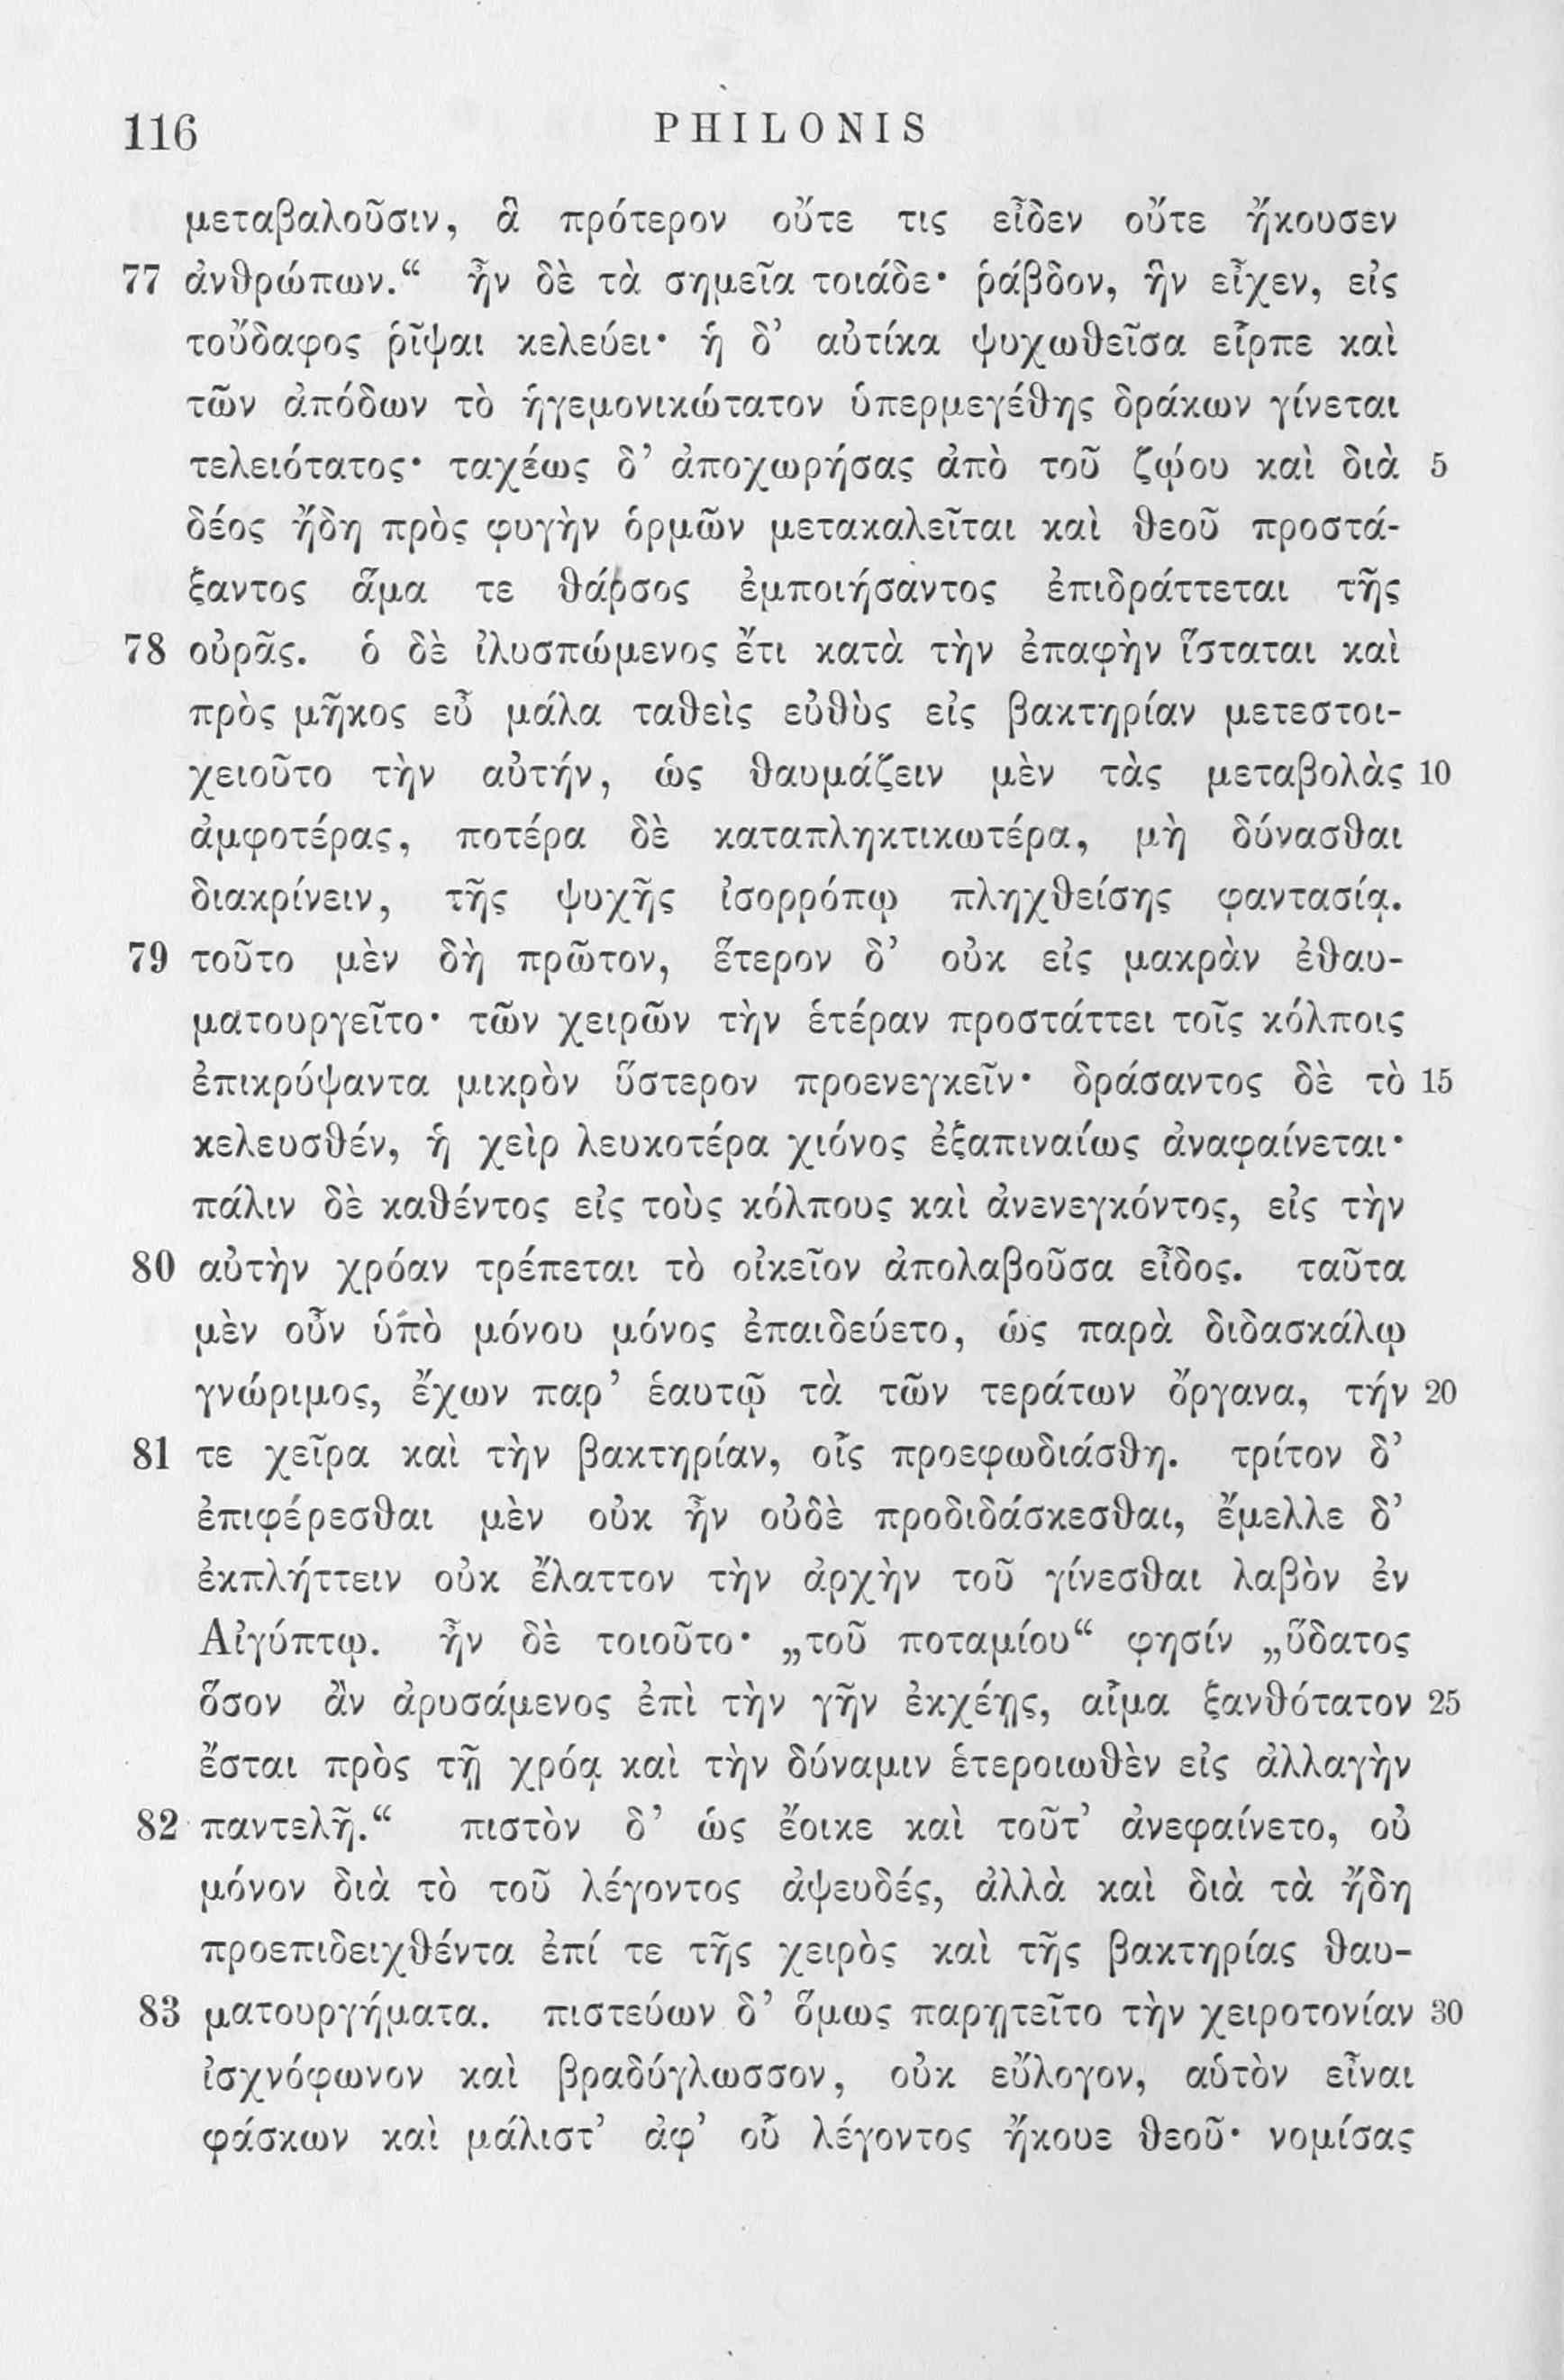 116 PHILONIS
μεταβαλοῦσιν, ἃ πρότερον οὔτε τις εἶδεν οὔτε ἤκουσεν
77 ἀνθρώπων.“ ἦν δὲ τὰ σημεῖα τοιάδε· ῥάβδον, ἣν εἶχεν, εἰς
τοὔδαφος ῥῖψαι κελεύει· ἡ δ’ αὐτίκα ψυχωθεῖσα εἷρπε καὶ
τῶν ἀπόδων τὸ ἡγεμονικώτατον ὑπερμεγέθης δράκων γίνεται
τελειότατος· ταχέως δ’ ἀποχωρήσας ἀπὸ τοῦ ζῴου καὶ διὰ 5
δέος ἤδη πρὸς φυγὴν ὁρμῶν μετακαλεῖται καὶ θεοῦ προστά-
ξαντος ἅμα τε θάρσος ἐμποιήσαντος ἐπιδράττεται τῆς
78 οὐρᾶς. ὁ δὲ ἰλυσπώμενος ἔτι κατὰ τὴν ἐπαφὴν ἵσταται καὶ
πρὸς μῆκος εὖ μάλα ταθεὶς εὐθὺς εἰς βακτηρίαν μετεστοι-
χειοῦτο τὴν αὐτήν, ὡς θαυμάζειν μὲν τὰς μεταβολὰς 10
ἀμφοτέρας, ποτέρα δὲ καταπληκτικωτέρα, μὴ δύνασθαι
διακρίνειν, τῆς ψυχῆς ἰσορρόπῳ πληχθείσης φαντασίᾳ.
79 τοῦτο μὲν δὴ πρῶτον, ἕτερον δ’ οὐκ εἰς μακρὰν ἐθαυ-
ματουργεῖτο· τῶν χειρῶν τὴν ἑτέραν προστάττει τοῖς κόλποις
ἐπικρύψαντα μικρὸν ὕστερον προενεγκεῖν· δράσαντος δὲ τὸ 15
κελευσθέν, ἡ χεὶρ λευκοτέρα χιόνος ἐξαπιναίως ἀναφαίνεται·
πάλιν δὲ καθέντος εἰς τοὺς κόλπους καὶ ἀνενεγκόντος, εἰς τὴν
80 αὐτὴν χρόαν τρέπεται τὸ οἰκεῖον ἀπολαβοῦσα εἶδος. ταῦτα
μὲν οὖν ὑπὸ μόνου μόνος ἐπαιδεύετο, ὡς παρὰ διδασκάλῳ
γνώριμος, ἔχων παρ’ ἑαυτῷ τὰ τῶν τεράτων ὄργανα, τήν 20
81 τε χεῖρα καὶ τὴν βακτηρίαν, οἷς προεφωδιάσθη. τρίτον δ’
ἐπιφέρεσθαι μὲν οὐκ ἦν οὐδὲ προδιδάσκεσθαι, ἔμελλε δ’
ἐκπλήττειν οὐκ ἔλαττον τὴν ἀρχὴν τοῦ γίνεσθαι λαβὸν ἐν
Αἰγύπτῳ. ἦν δὲ τοιοῦτο· „τοῦ ποταμίου“ φησίν „ὕδατος
ὅσον ἂν ἀρυσάμενος ἐπὶ τὴν γῆν ἐκχέῃς, αἷμα ξανθότατον 25
ἔσται πρὸς τῇ χρόᾳ καὶ τὴν δύναμιν ἑτεροιωθὲν εἰς ἀλλαγὴν
82 παντελῆ.“ πιστὸν δ’ ὡς ἔοικε καὶ τοῦτ’ ἀνεφαίνετο, οὐ
μόνον διὰ τὸ τοῦ λέγοντος ἀψευδές, ἀλλὰ καὶ διὰ τὰ ἤδη
προεπιδειχθέντα ἐπί τε τῆς χειρὸς καὶ τῆς βακτηρίας θαυ-
83 ματουργήματα. πιστεύων δ’ ὅμως παρῃτεῖτο τὴν χειροτονίαν 30
ἰσχνόφωνον καὶ βραδύγλωσσον, οὐκ εὔλογον, αὑτὸν εἶναι
φάσκων καὶ μάλιστ’ ἀφ’ οὗ λέγοντος ἤκουε θεοῦ· νομίσας